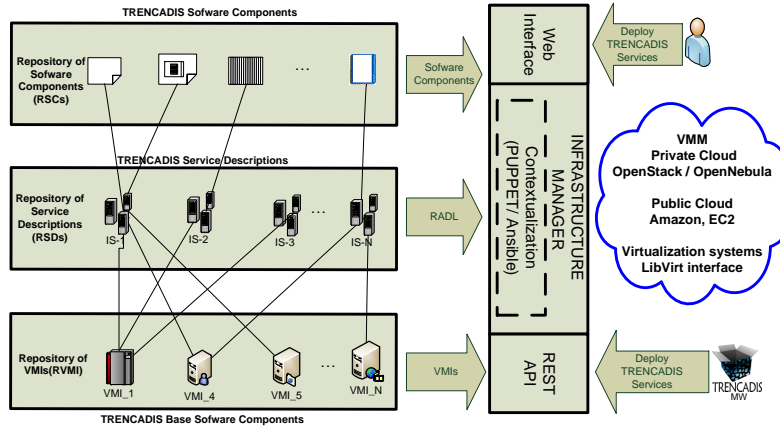 TRENCADIS Sofware Components
Repository of
Sofware
Components
(RSCs)
...
Sofware
Components
Web
Interface
Deploy
TRENCADIS
Services
TRENCADIS Service Descriptions
Repository of
Service
Descriptions
(RSDs)
IS-1
IS-2
IS-3
...
IS-N
RADL
INFRASTRUCTURE
MANAGER
Contextualization
(PUPPET/ Ansible)
VMM
Private Cloud
OpenStack / OpenNebula
Public Cloud
Amazon, EC2
Virtualization systems
LibVirt interface
Repository of
VMIs(RVMI)
VMI_1
VMI_4
VMI_5
...
VMI_N
VMIs
REST
API
Deploy
TRENCADIS
Services
TRENCADIS
MW
TRENCADIS Base Sofware Components